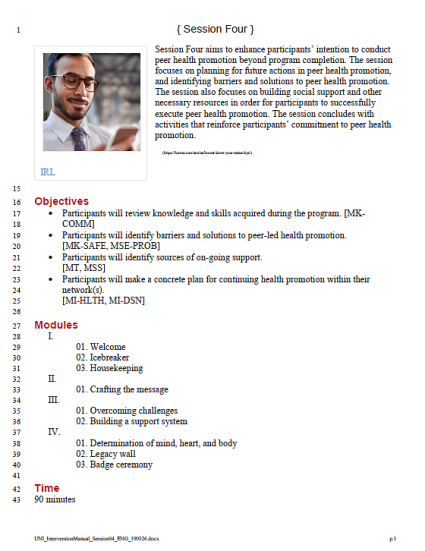 1 { Session Four }
Session Four aims to enhance participants’ intention to conduct
peer health promotion beyond program completion. The session
focuses on planning for future actions in peer health promotion,
and identifying barriers and solutions to peer health promotion.
The session also focuses on building social support and other
necessary resources in order for participants to successfully
execute peer health promotion. The session concludes with
activities that reinforce participants’ commitment to peer health
promotion.
IRL
15
16 Objectives
17 • Participants will review knowledge and skills acquired during the program. [MK-
18 COMM]
19 • Participants will identify barriers and solutions to peer-led health promotion.
20 [MK-SAFE, MSE-PROB]
21 • Participants will identify sources of on-going support.
22 [MT, MSS]
23 • Participants will make a concrete plan for continuing health promotion within their
24 network(s).
25 [MI-HLTH, MI-DSN]
26
27 Modules
28 I.
29 01. Welcome
30 02. Icebreaker
31 03. Housekeeping
32 II.
33 01. Crafting the message
34 III.
35 01. Overcoming challenges
36 02. Building a support system
37 IV.
38 01. Determination of mind, heart, and body
39 02. Legacy wall
40 03. Badge ceremony
41
42 Time
43 90 minutes
UNI_InterventionManual_Session04_ENG_190326.docx p.1